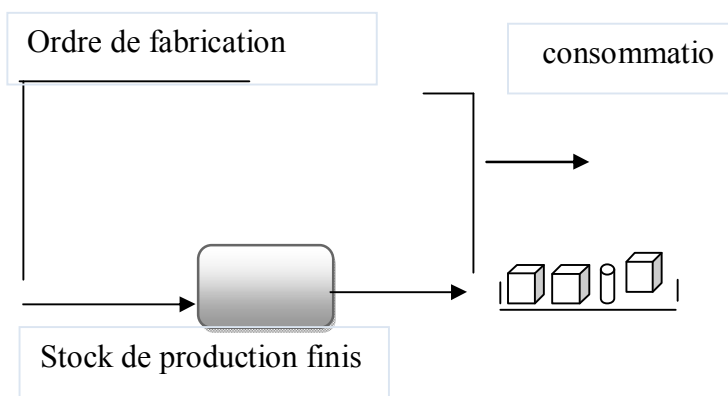 Ordre de fabrication
consommatio
Stock de production finis